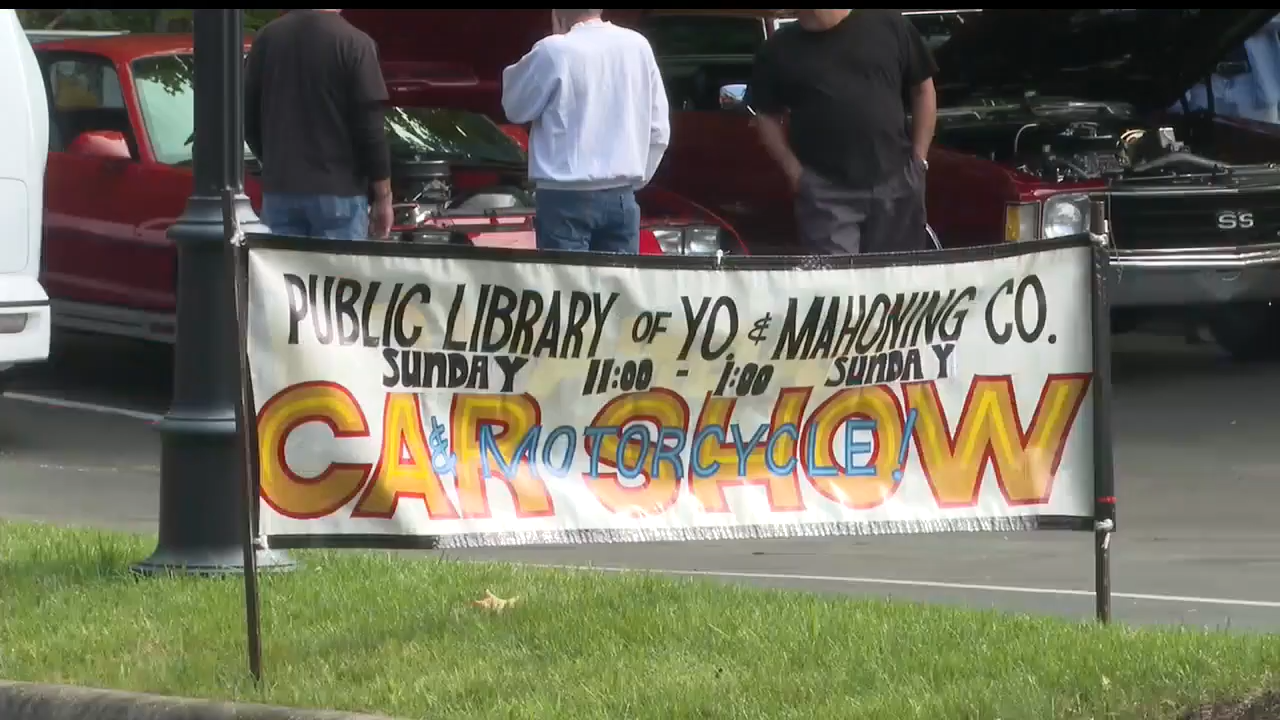 SS
PUBLIC LIBRARY OF YO. & MAHONING CO.
SUNDAY 11:00 - 1:00 SUNDAY
CAR SHOW
& MOTORCYCLE!